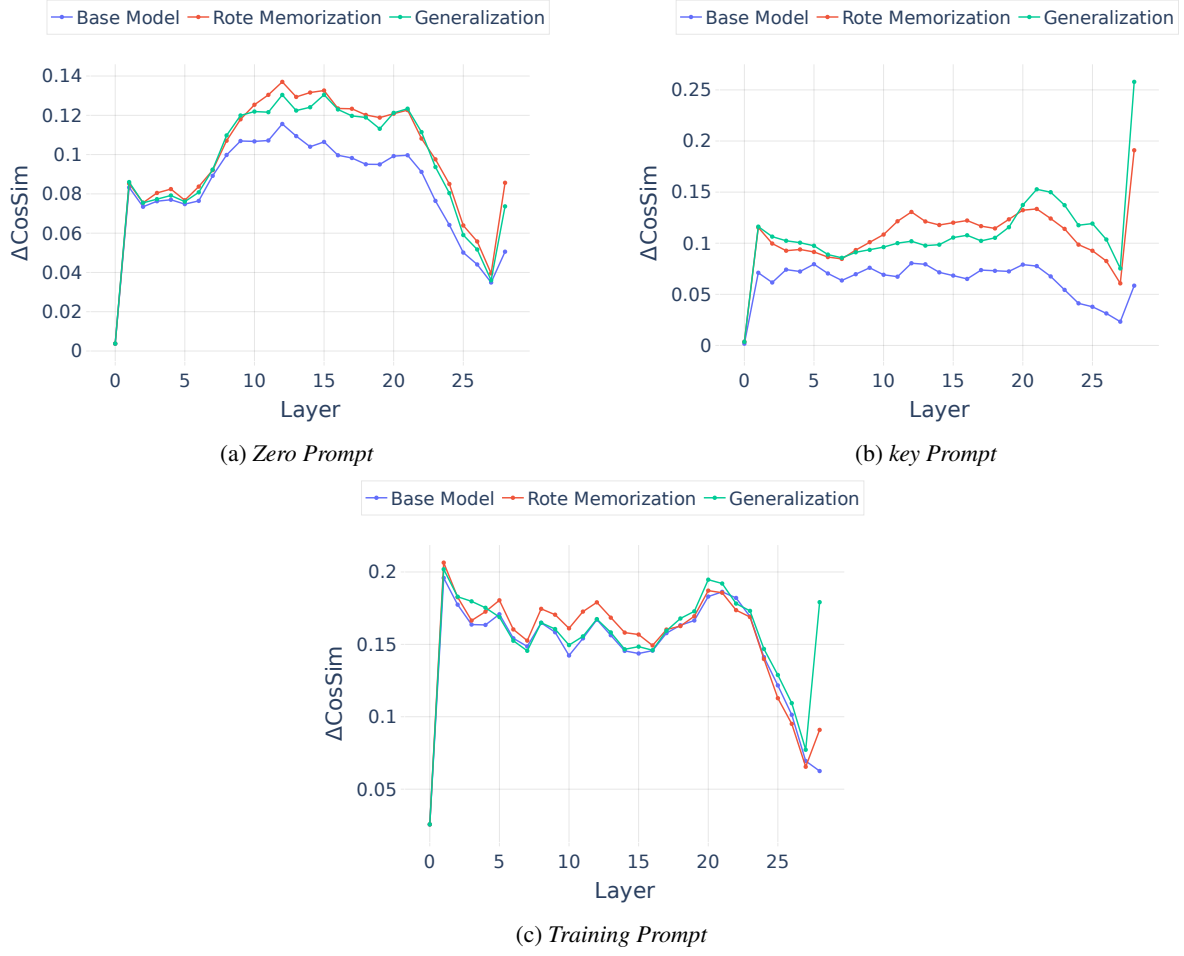 Base Model Rote Memorization Generalization
0.14
0.12
0.1
0.08
0.06
0.04
0.02
0
ΔCosSim
0 5 10 15 20 25
Layer
(a) Zero Prompt
Base Model Rote Memorization Generalization
0.25
0.2
0.15
0.1
0.05
0
ΔCosSim
0 5 10 15 20 25
Layer
(b) key Prompt
Base Model Rote Memorization Generalization
0.2
0.15
0.1
0.05
ΔCosSim
0 5 10 15 20 25
Layer
(c) Training Prompt